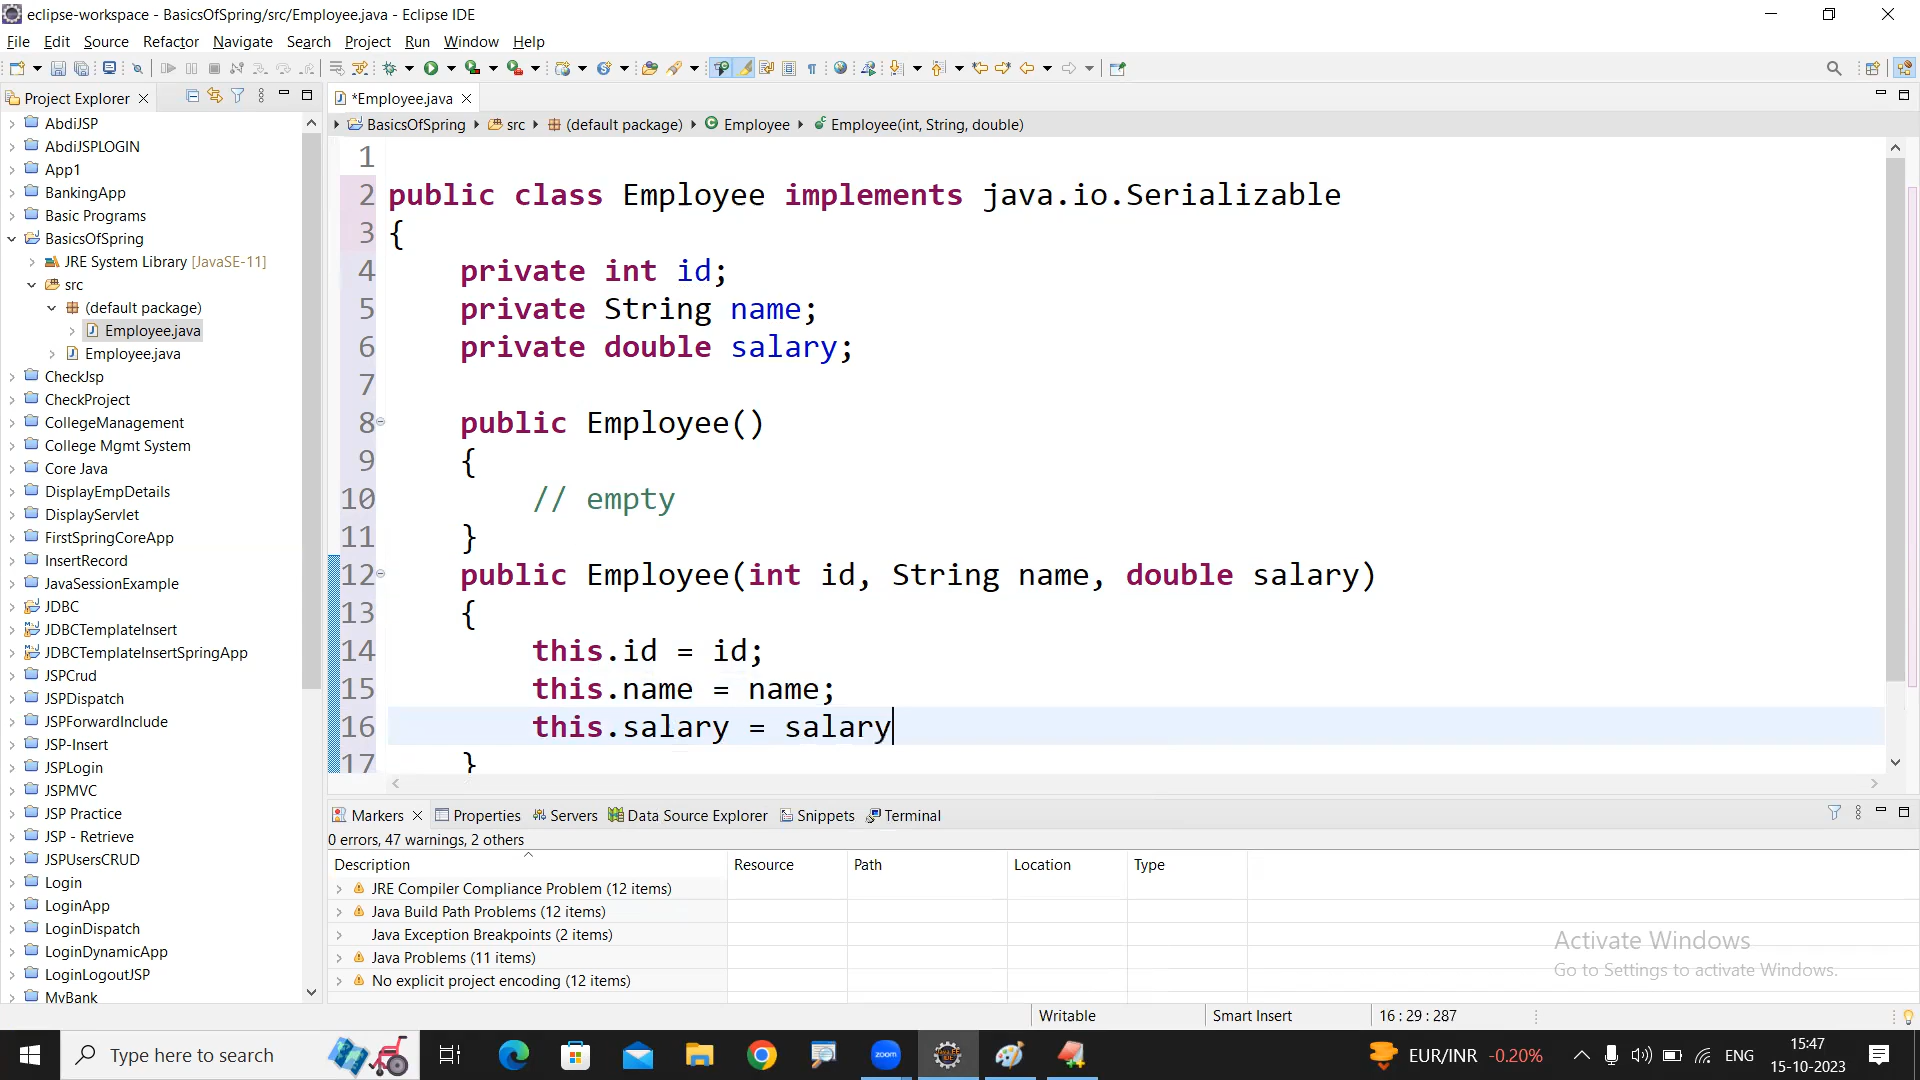 eclipse-workspace - BasicsOfSpring/src/Employee.java - Eclipse IDE
File Edit Source Refactor Navigate Search Project Run Window Help
Project Explorer
*Employee.java
BasicsOfSpring src (default package) Employee Employee(int, String, double)
AbdiJSP
AbdiJSPLOGIN
App1
BankingApp
Basic Programs
BasicsOfSpring
JRE System Library [JavaSE-11]
src
(default package)
Employee.java
Employee.java
CheckJsp
CheckProject
CollegeManagement
College Mgmt System
Core Java
DisplayEmpDetails
DisplayServlet
FirstSpringCoreApp
InsertRecord
JavaSessionExample
JDBC
JDBCTemplateInsert
JDBCTemplateInsertSpringApp
JSPCrud
JSPDispatch
JSPForwardInclude
JSP-Insert
JSPLogin
JSPMVC
JSP Practice
JSP - Retrieve
JSPUsersCRUD
Login
LoginApp
LoginDispatch
LoginDynamicApp
LoginLogoutJSP
MyBank
1
2 public class Employee implements java.io.Serializable
3 {
4 private int id;
5 private String name;
6 private double salary;
7
8 public Employee()
9 {
10 // empty
11 }
12 public Employee(int id, String name, double salary)
13 {
14 this.id = id;
15 this.name = name;
16 this.salary = salary
17 }
Markers Properties Servers Data Source Explorer Snippets Terminal
0 errors, 47 warnings, 2 others
Description Resource Path Location Type
JRE Compiler Compliance Problem (12 items)
Java Build Path Problems (12 items)
Java Exception Breakpoints (2 items)
Java Problems (11 items)
No explicit project encoding (12 items)
Activate Windows
Go to Settings to activate Windows.
Writable Smart Insert 16 : 29 : 287
Type here to search
zoom
EUR/INR -0.20%
ENG
15:47
15-10-2023